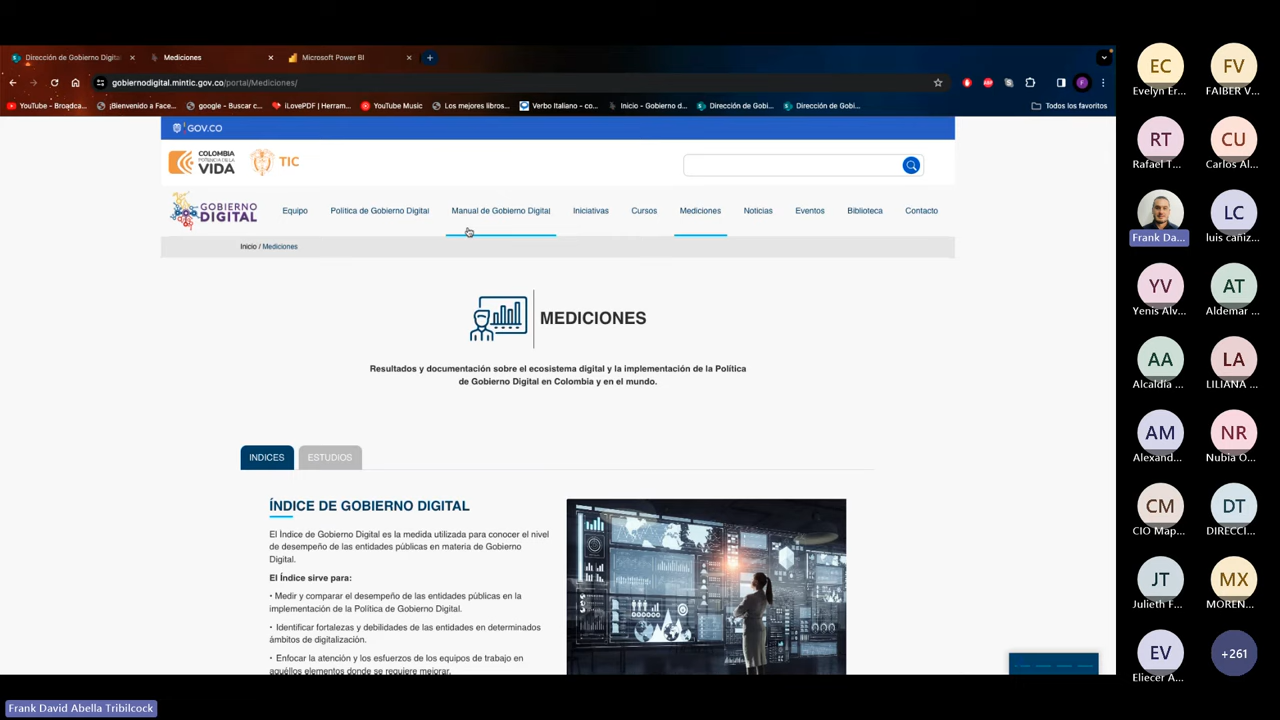 Dirección de Gobierno Digita
Mediciones
Microsoft Power BI
gobiernodigital.mintic.gov.co/portal/Mediciones/
YouTube - Broadca...
¡Bienvenido a Face...
google - Buscar c...
iLovePDF | Herram...
YouTube Music
Los mejores libros...
Verbo Italiano - co...
Inicio - Gobierno d...
Dirección de Gobi...
Dirección de Gobi...
Todos los favoritos
GOV.CO
COLOMBIA
POTENCIA DE LA
VIDA
TIC
GOBIERNO
DIGITAL
Equipo
Política de Gobierno Digital
Manual de Gobierno Digital
Iniciativas
Cursos
Mediciones
Noticias
Eventos
Biblioteca
Contacto
Inicio / Mediciones
MEDICIONES
Resultados y documentación sobre el ecosistema digital y la implementación de la Política
de Gobierno Digital en Colombia y en el mundo.
INDICES
ESTUDIOS
ÍNDICE DE GOBIERNO DIGITAL
El Índice de Gobierno Digital es la medida utilizada para conocer el nivel
de desempeño de las entidades públicas en materia de Gobierno
Digital.
El Índice sirve para:
• Medir y comparar el desempeño de las entidades públicas en la
implementación de la Política de Gobierno Digital.
• Identificar fortalezas y debilidades de las entidades en determinados
ámbitos de digitalización.
• Enfocar la atención y los esfuerzos de los equipos de trabajo en
aquéllos elementos donde se requiere mejorar.
EC
Evelyn Er...
FV
FAIBER V...
RT
Rafael T...
CU
Carlos Al...
Frank Da...
LC
luis cañiz...
YV
Yenis Alv...
AT
Aldemar ...
AA
Alcaldía ...
LA
LILIANA ...
AM
Alexand...
NR
Nubia O...
CM
CIO Map...
DT
DIRECCI...
JT
Julieth F...
MX
MOREN...
EV
Eliecer A...
+261
Frank David Abella Tribilcock